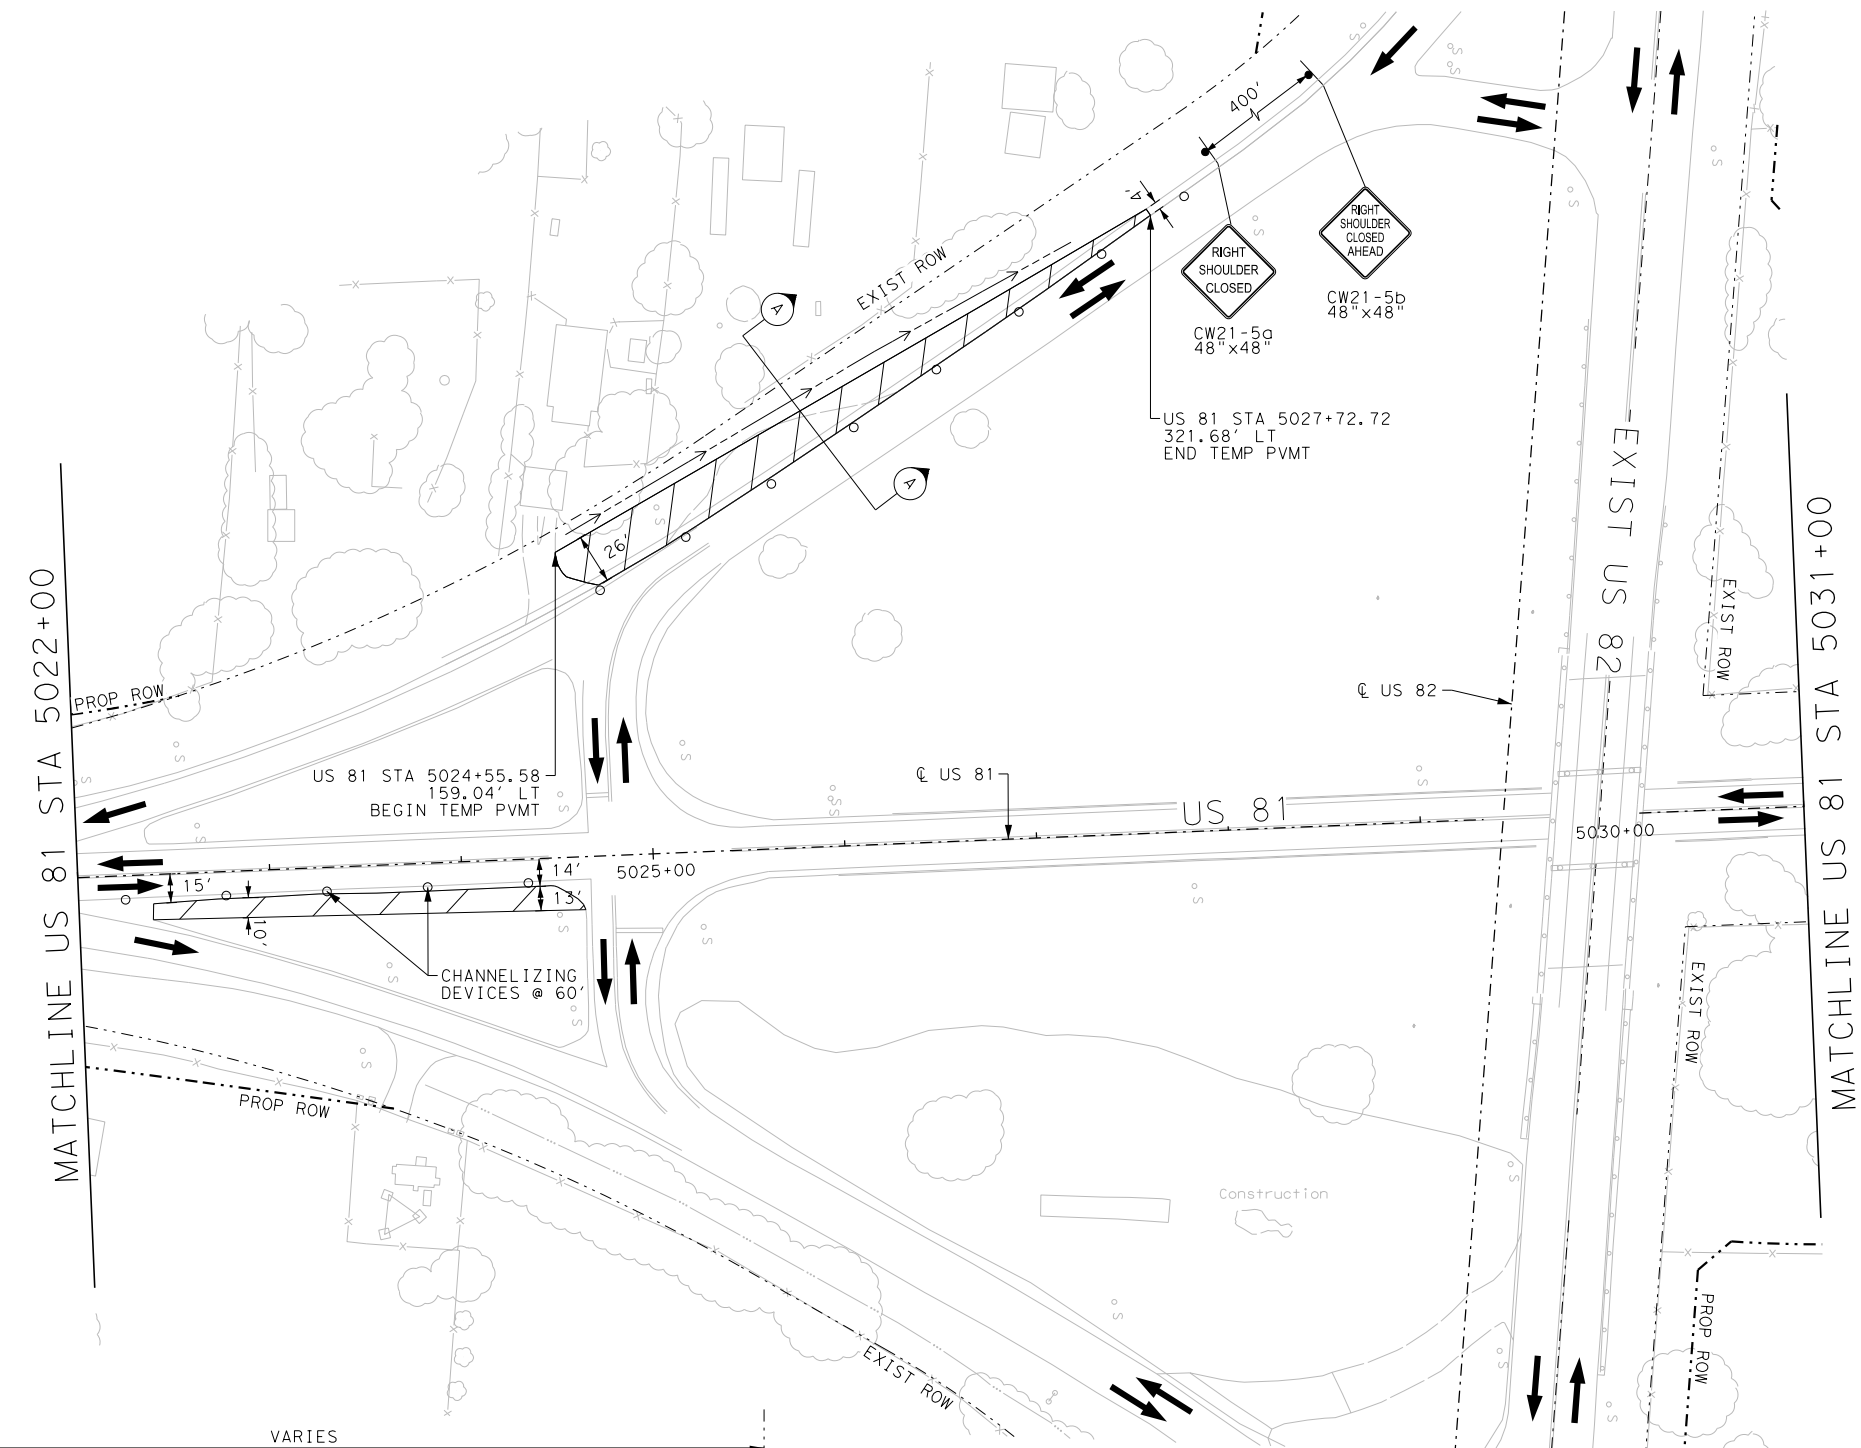 400'
4'
RIGHT
SHOULDER
CLOSED
AHEAD
CW21-5b
48"x48"
RIGHT
SHOULDER
CLOSED
CW21-5a
48"x48"
EXIST ROW
A
A
US 81 STA 5027+72.72
321.68' LT
END TEMP PVMT
26'
EXIST US 82
EXIST ROW
MATCHLINE US 81 STA 5022+00
MATCHLINE US 81 STA 5031+00
PROP ROW
℄ US 82
US 81 STA 5024+55.58
159.04' LT
BEGIN TEMP PVMT
℄ US 81
US 81
5030+00
14'
5025+00
15'
13'
10'
CHANNELIZING
DEVICES @ 60'
EXIST ROW
PROP ROW
Construction
PROP ROW
EXIST ROW
VARIES